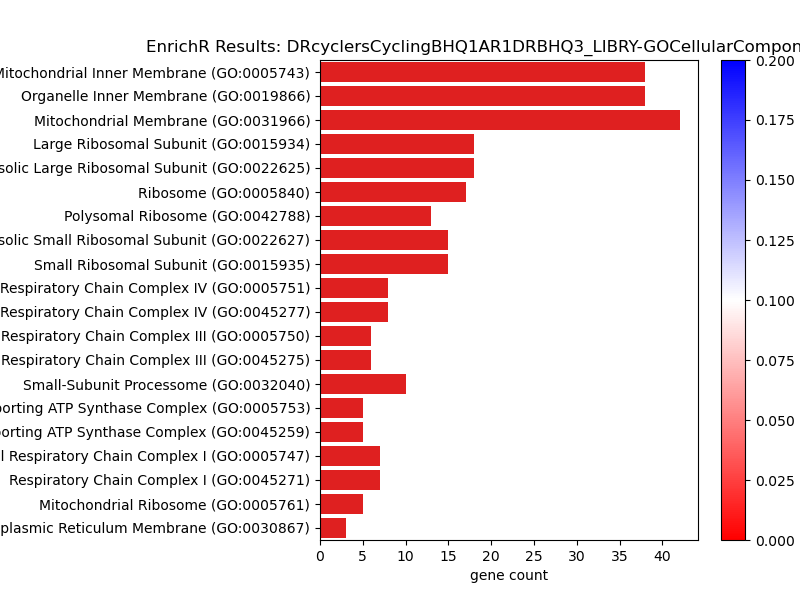 EnrichR Results: DRcyclersCyclingBHQ1AR1DRBHQ3_LIBRY-GOCellularCompon
Mitochondrial Inner Membrane (GO:0005743)
Organelle Inner Membrane (GO:0019866)
Mitochondrial Membrane (GO:0031966)
Large Ribosomal Subunit (GO:0015934)
solic Large Ribosomal Subunit (GO:0022625)
Ribosome (GO:0005840)
Polysomal Ribosome (GO:0042788)
solic Small Ribosomal Subunit (GO:0022627)
Small Ribosomal Subunit (GO:0015935)
Respiratory Chain Complex IV (GO:0005751)
Respiratory Chain Complex IV (GO:0045277)
Respiratory Chain Complex III (GO:0005750)
Respiratory Chain Complex III (GO:0045275)
Small-Subunit Processome (GO:0032040)
porting ATP Synthase Complex (GO:0005753)
porting ATP Synthase Complex (GO:0045259)
l Respiratory Chain Complex I (GO:0005747)
Respiratory Chain Complex I (GO:0045271)
Mitochondrial Ribosome (GO:0005761)
plasmic Reticulum Membrane (GO:0030867)
0 5 10 15 20 25 30 35 40
gene count
0.200
0.175
0.150
0.125
0.100
0.075
0.050
0.025
0.000